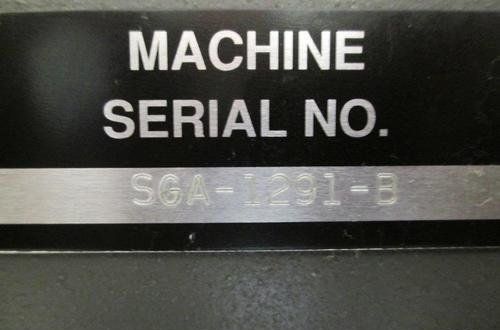 MACHINE
SERIAL NO.
SGA-1291-B